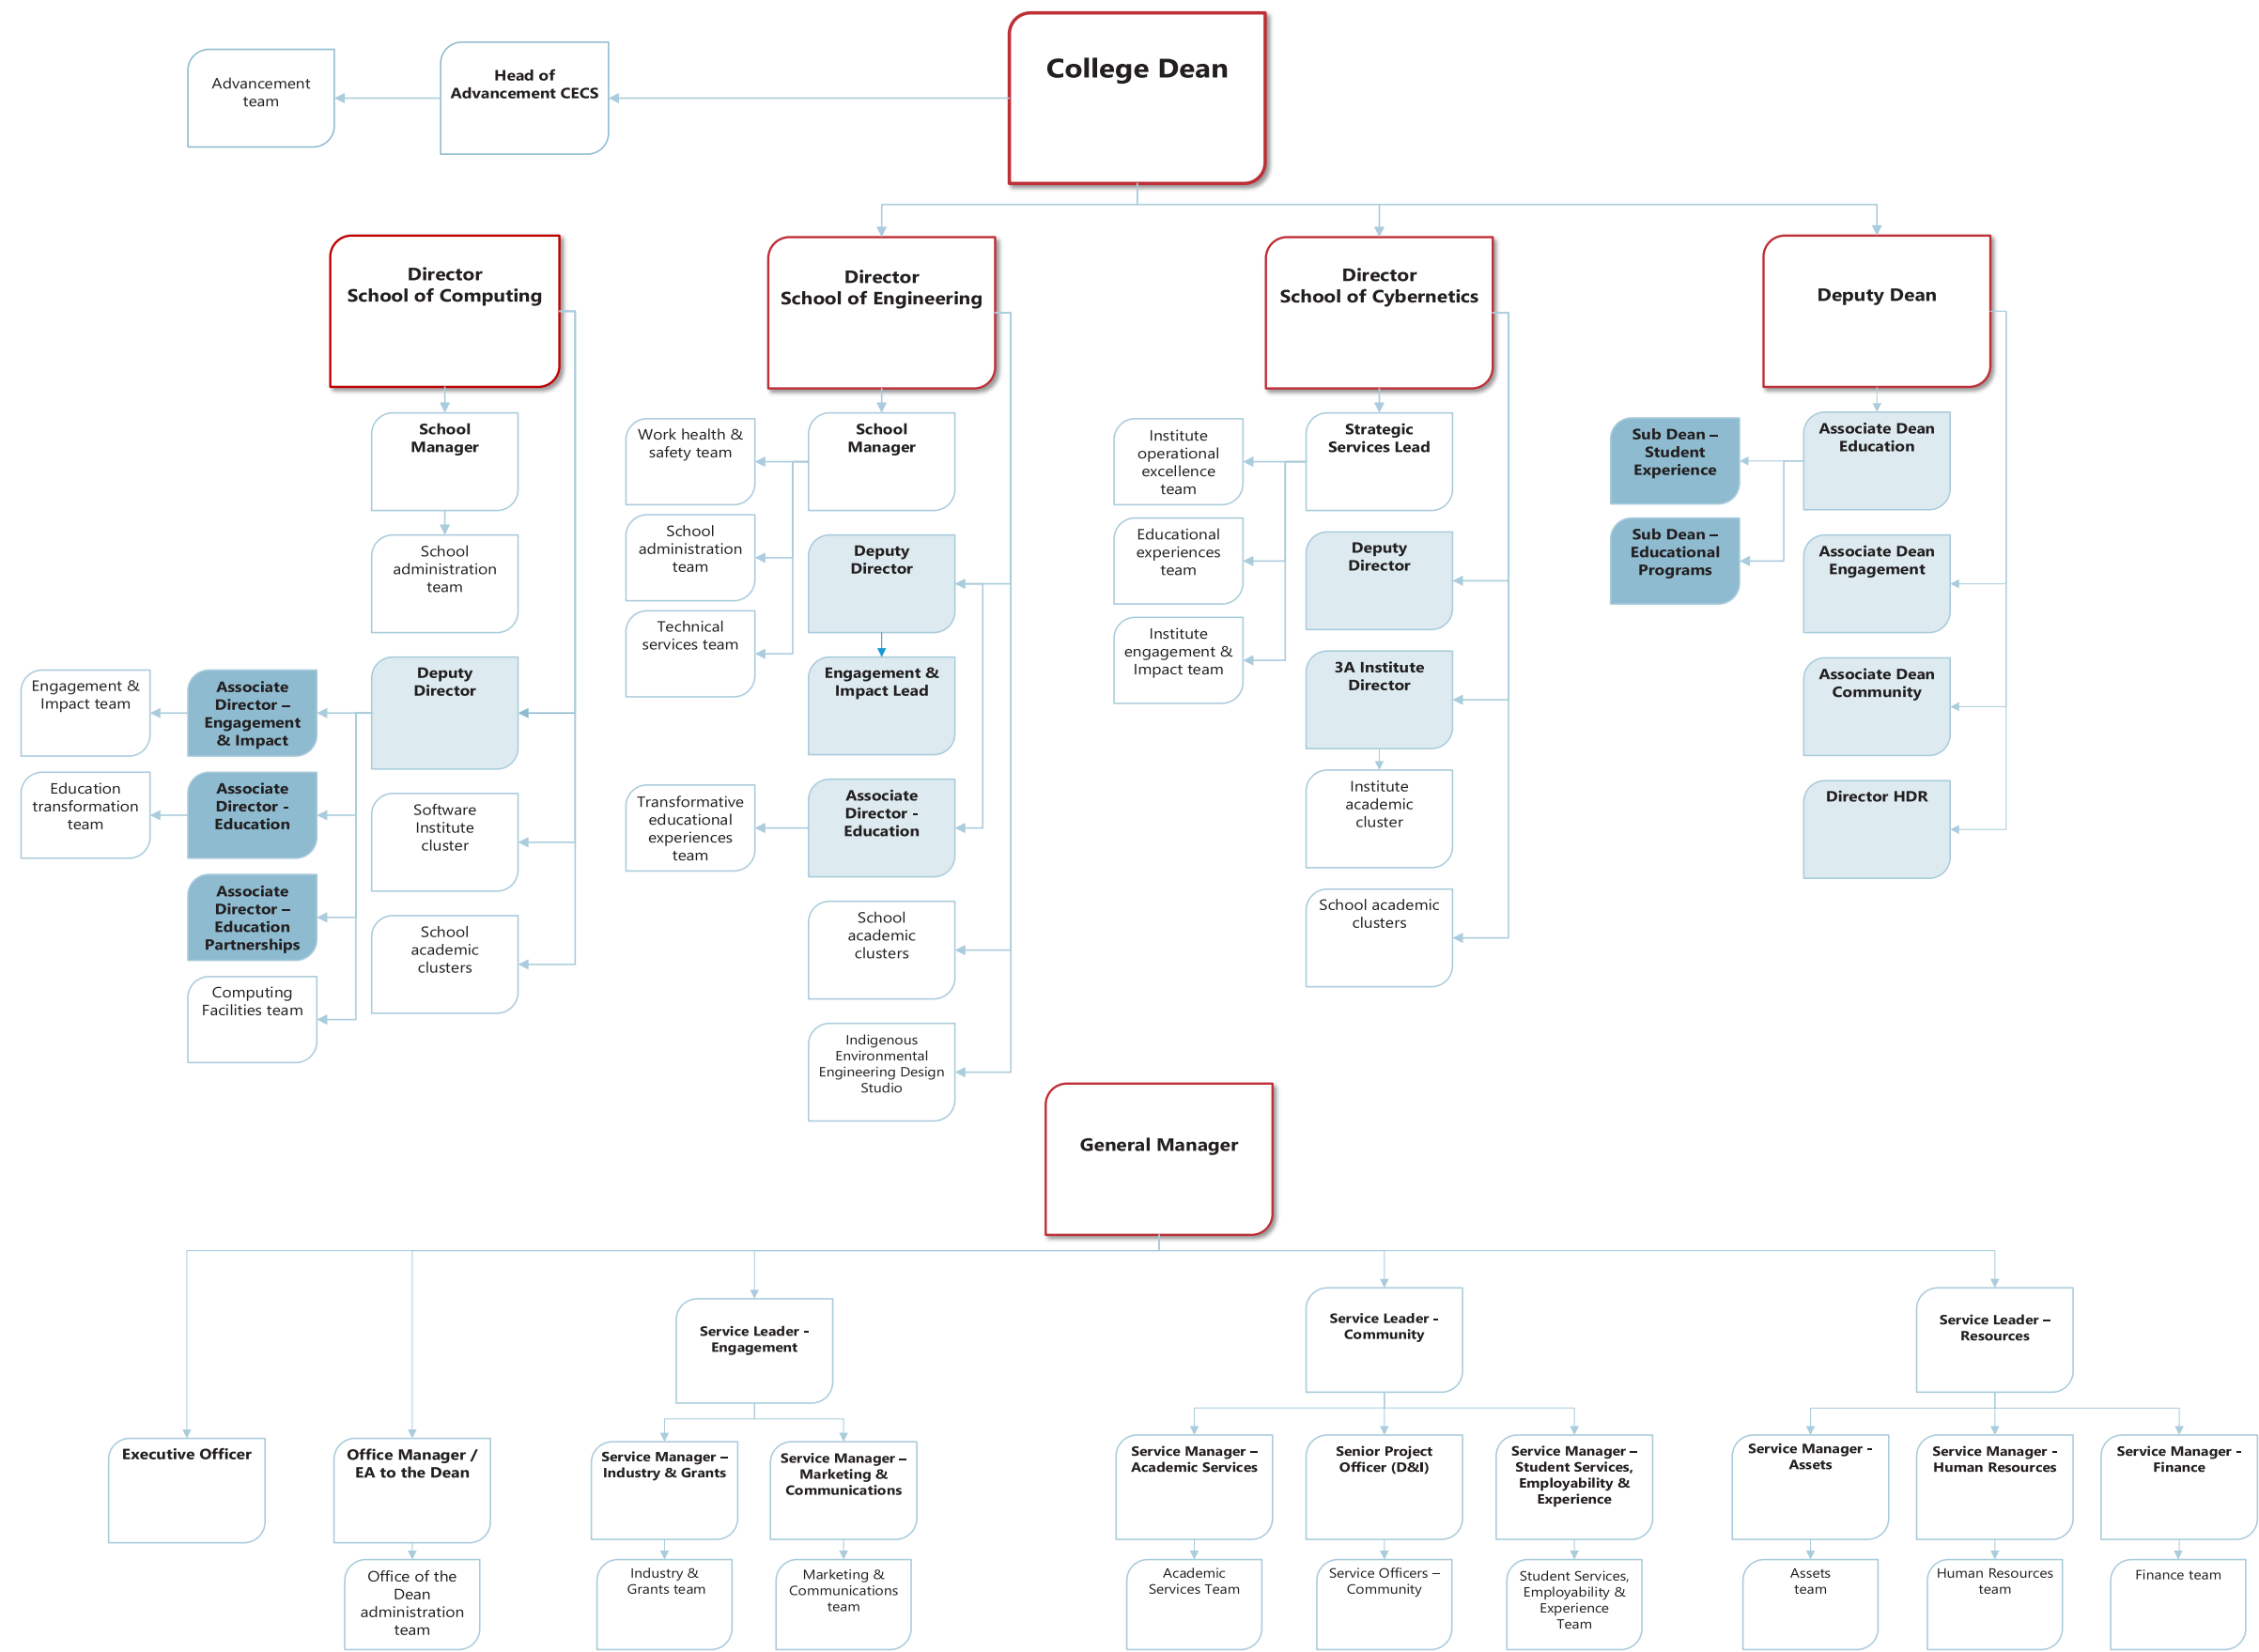 College Dean
Head of
Advancement CECS
Advancement
team
Director
School of Computing
Director
School of Engineering
Director
School of Cybernetics
Deputy Dean
School
Manager
School
administration
team
Deputy
Director
Associate
Director –
Engagement
& Impact
Engagement &
Impact team
Associate
Director -
Education
Education
transformation
team
Associate
Director –
Education
Partnerships
Computing
Facilities team
Software
Institute
cluster
School
academic
clusters
School
Manager
Work health &
safety team
School
administration
team
Technical
services team
Deputy
Director
Engagement &
Impact Lead
Associate
Director -
Education
Transformative
educational
experiences
team
School
academic
clusters
Indigenous
Environmental
Engineering Design
Studio
Strategic
Services Lead
Institute
operational
excellence
team
Educational
experiences
team
Institute
engagement &
Impact team
Deputy
Director
3A Institute
Director
Institute
academic
cluster
School academic
clusters
Associate Dean
Education
Sub Dean –
Student
Experience
Sub Dean –
Educational
Programs
Associate Dean
Engagement
Associate Dean
Community
Director HDR
General Manager
Service Leader -
Engagement
Service Leader -
Community
Service Leader –
Resources
Executive Officer
Office Manager /
EA to the Dean
Service Manager –
Industry & Grants
Service Manager –
Marketing &
Communications
Service Manager –
Academic Services
Senior Project
Officer (D&I)
Service Manager –
Student Services,
Employability &
Experience
Service Manager -
Assets
Service Manager -
Human Resources
Service Manager -
Finance
Office of the
Dean
administration
team
Industry &
Grants team
Marketing &
Communications
team
Academic
Services Team
Service Officers –
Community
Student Services,
Employability &
Experience
Team
Assets
team
Human Resources
team
Finance team